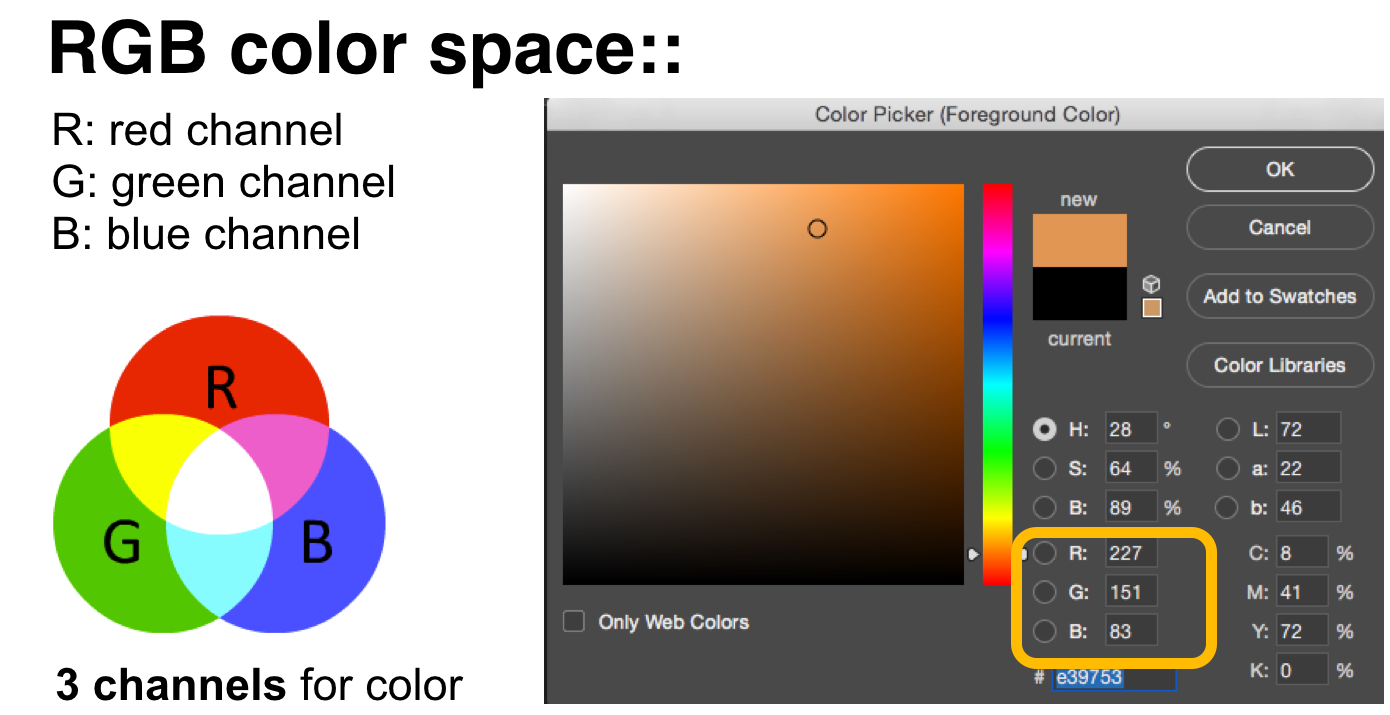 RGB color space::
R: red channel
G: green channel
B: blue channel
R
G B
3 channels for color
Color Picker (Foreground Color)
new
current
OK
Cancel
Add to Swatches
Color Libraries
H: 28 ° L: 72
S: 64 % a: 22
B: 89 % b: 46
R: 227 C: 8 %
G: 151 M: 41 %
B: 83 Y: 72 %
# e39753 K: 0 %
Only Web Colors